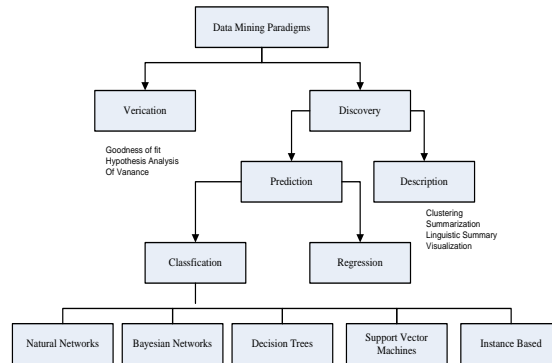 Data Mining Paradigms
Verication
Discovery
Goodness of fit
Hypothesis Analysis
Of Vanance
Prediction
Description
Clustering
Summarization
Linguistic Summary
Visualization
Classfication
Regression
Natural Networks
Bayesian Networks
Decision Trees
Support Vector
Machines
Instance Based